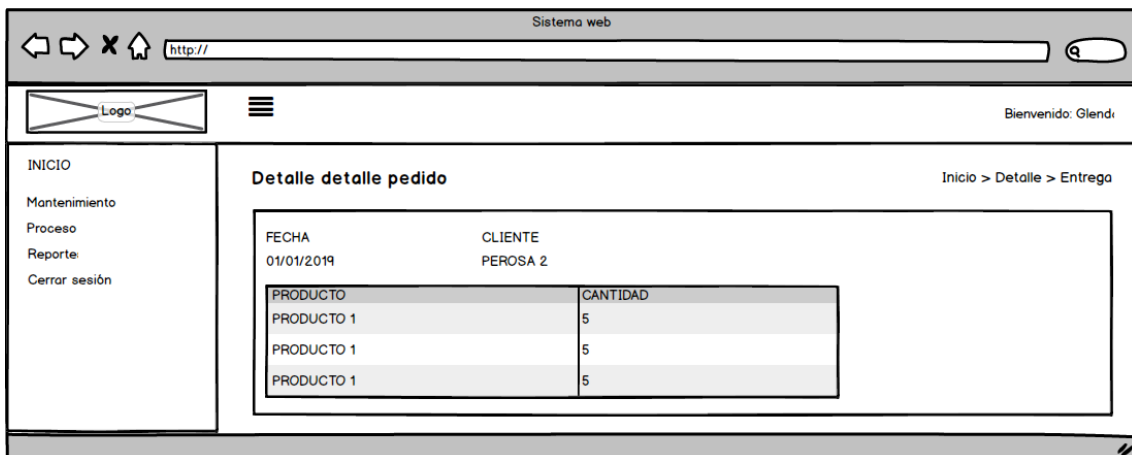 Sistema web
http://
Logo
Bienvenido: Glenda
INICIO
Mantenimiento
Proceso
Reporte
Cerrar sesión
Detalle detalle pedido
Inicio > Detalle > Entrega
FECHA CLIENTE
01/01/2019 PEROSA 2
PRODUCTO CANTIDAD
PRODUCTO 1 5
PRODUCTO 1 5
PRODUCTO 1 5